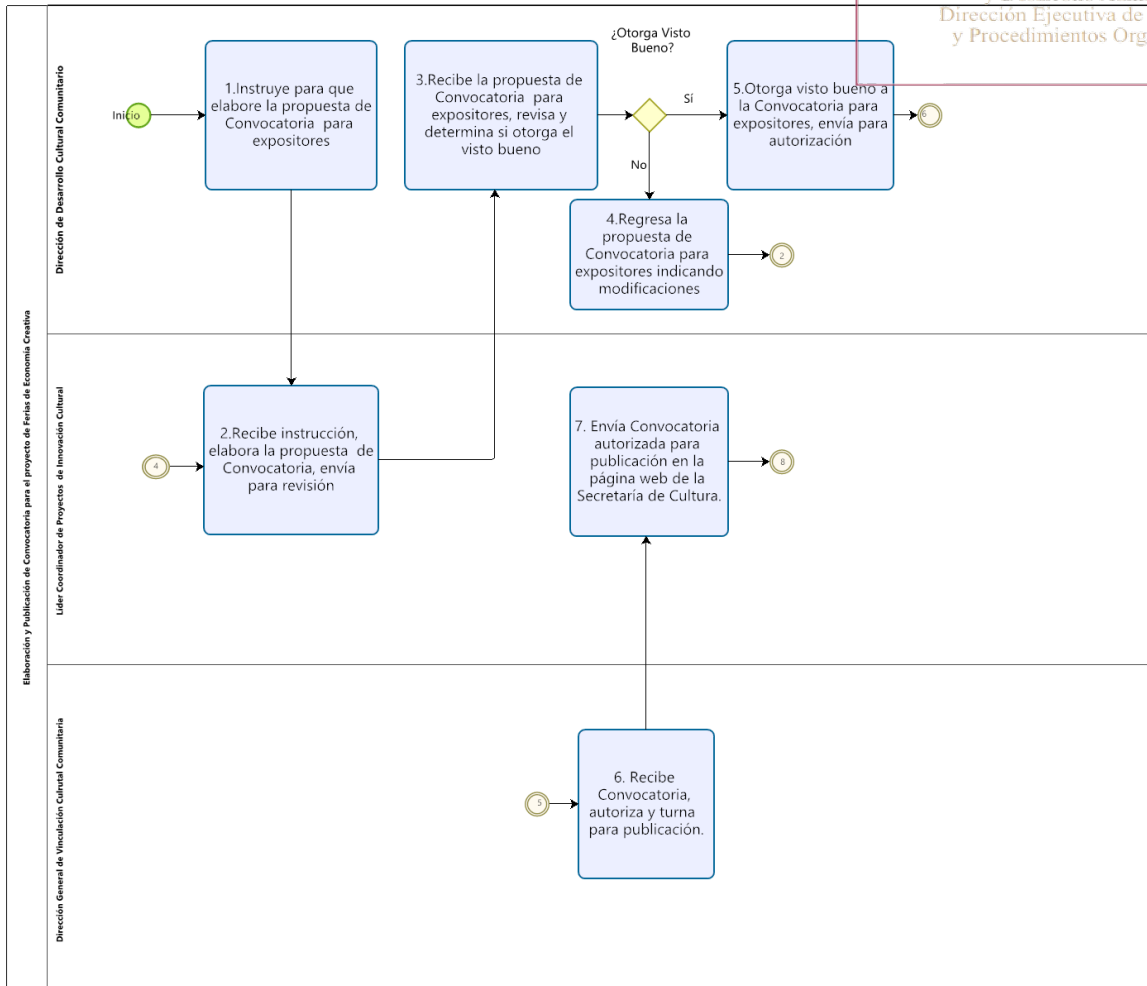 Dirección Ejecutiva de
y Procedimientos Org
Elaboración y Publicación de Convocatoria para el proyecto de Ferias de Economía Creativa
Dirección de Desarrollo Cultural Comunitario
Inicio
1.Instruye para que
elabore la propuesta de
Convocatoria para
expositores
3.Recibe la propuesta de
Convocatoria para
expositores, revisa y
determina si otorga el
visto bueno
¿Otorga Visto
Bueno?
Sí
No
5.Otorga visto bueno a
la Convocatoria para
expositores, envía para
autorización
6
4.Regresa la
propuesta de
Convocatoria para
expositores indicando
modificaciones
2
Líder Coordinador de Proyectos de Innovación Cultural
4
2.Recibe instrucción,
elabora la propuesta de
Convocatoria, envía
para revisión
7. Envía Convocatoria
autorizada para
publicación en la
página web de la
Secretaría de Cultura.
8
Dirección General de Vinculación Culrutal Comunitaria
5
6. Recibe
Convocatoria,
autoriza y turna
para publicación.